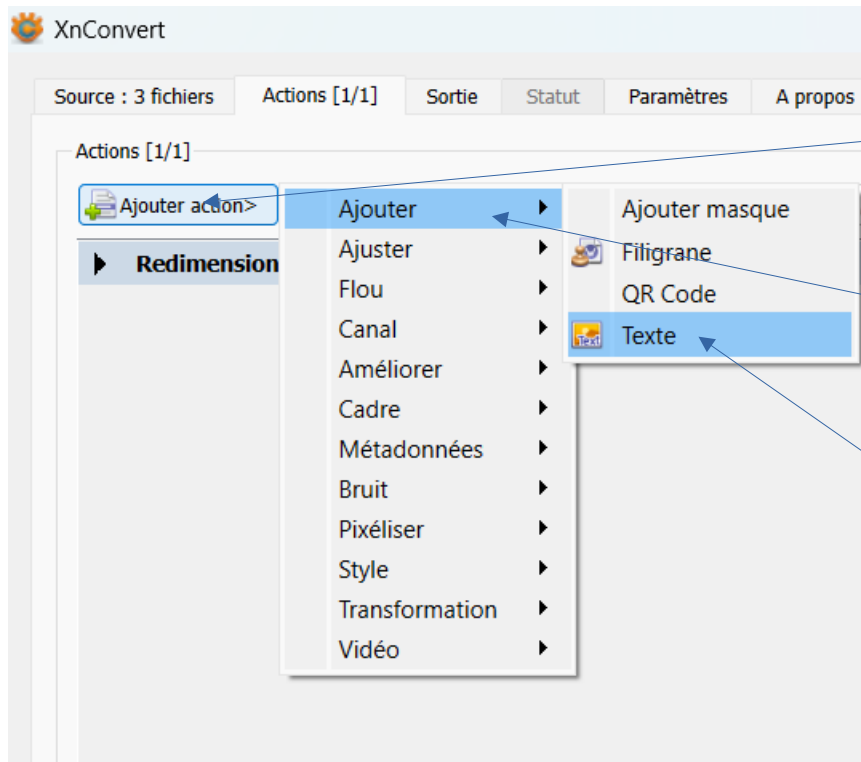 XnConvert
Source : 3 fichiers Actions [1/1] Sortie Statut Paramètres A propos
Actions [1/1]
Ajouter action>
Redimension
Ajouter
Ajuster
Flou
Canal
Améliorer
Cadre
Métadonnées
Bruit
Pixéliser
Style
Transformation
Vidéo
Ajouter masque
Filigrane
QR Code
Text Texte